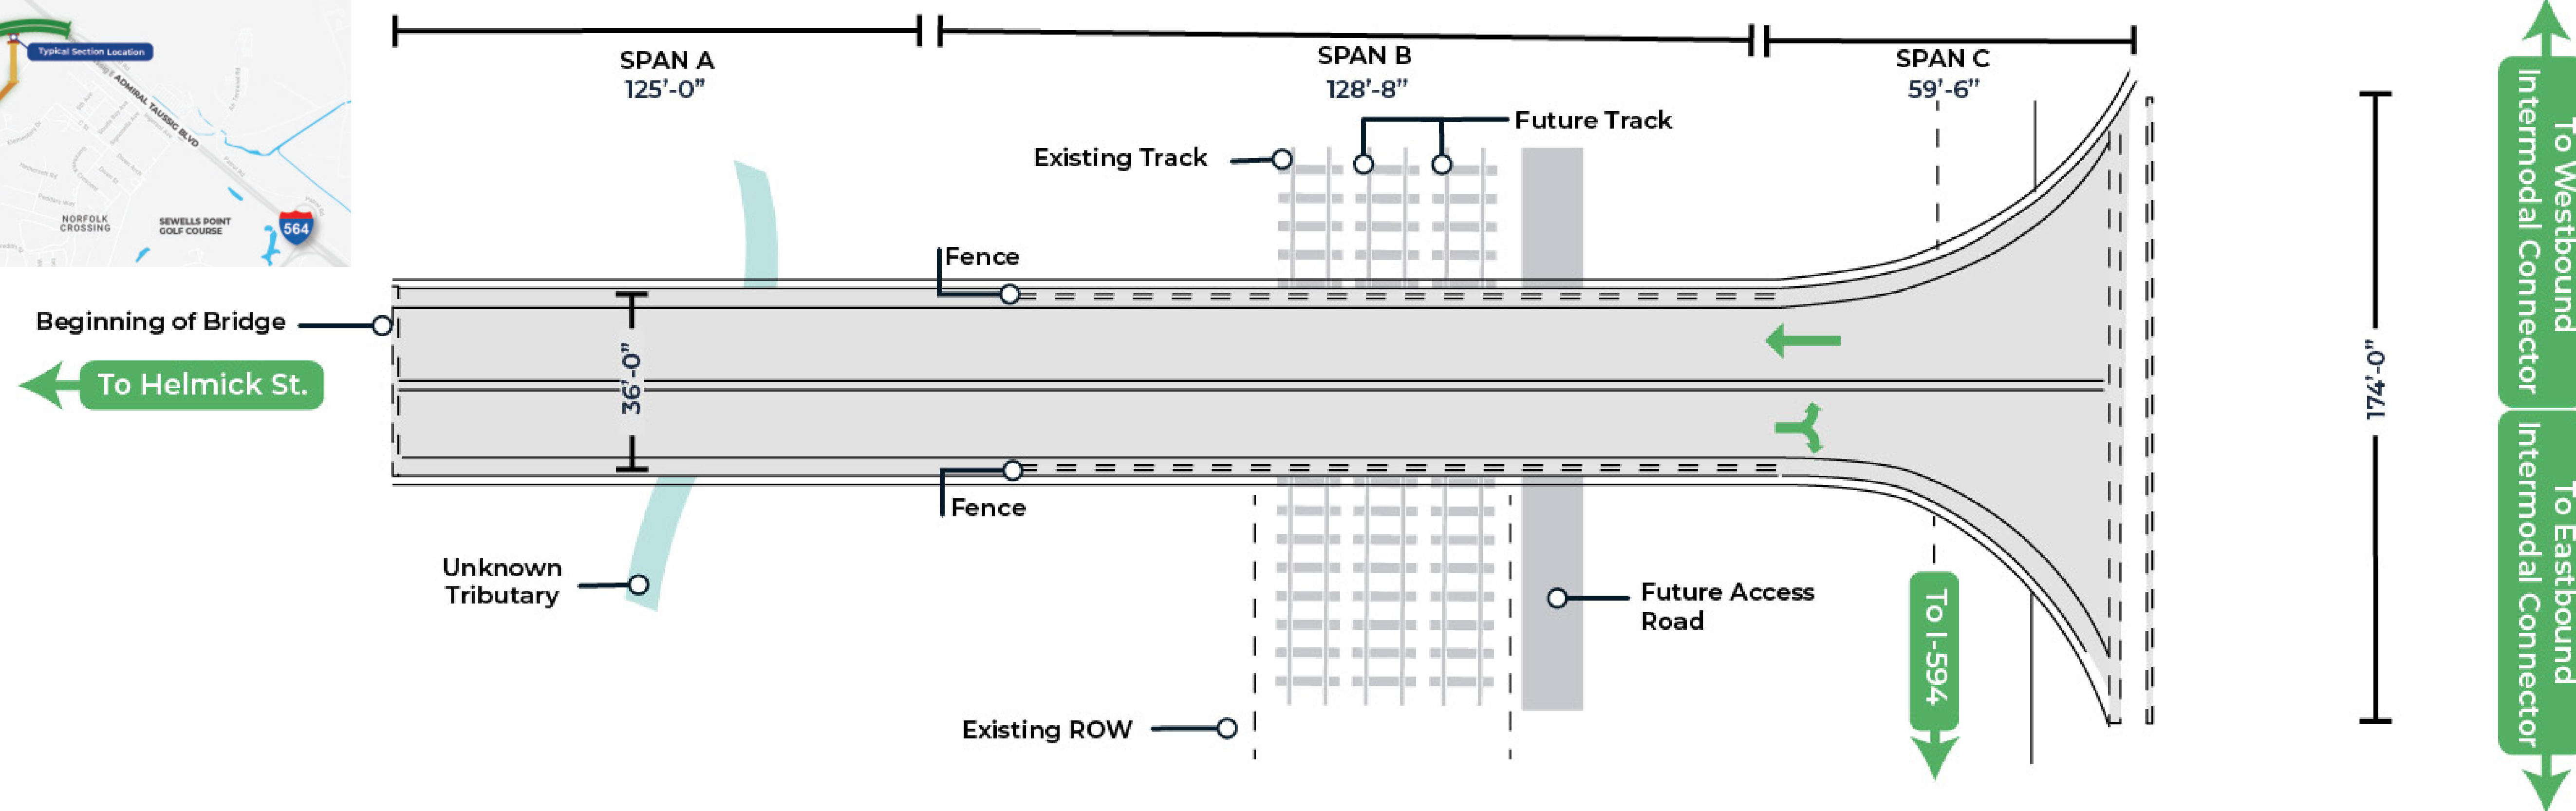 Typical Section Location
ADMIRAL TAUSSIG BLVD
NORFOLK
CROSSING
SEWELLS POINT
GOLF COURSE
564
SPAN A
125’-0”
SPAN B
128’-8”
SPAN C
59’-6”
Future Track
Existing Track
Fence
Beginning of Bridge
To Helmick St.
36’-0”
Fence
Unknown
Tributary
Future Access
Road
Existing ROW
To I-594
174’-0”
To Westbound
Intermodal Connector
To Eastbound
Intermodal Connector